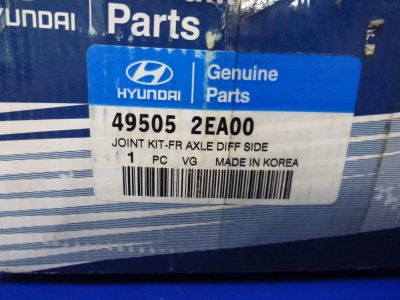 HYUNDAI
Genuine
Parts
HYUNDAI
Genuine
Parts
49505 2EA00
JOINT KIT-FR AXLE DIFF SIDE
1 PC VG MADE IN KOREA